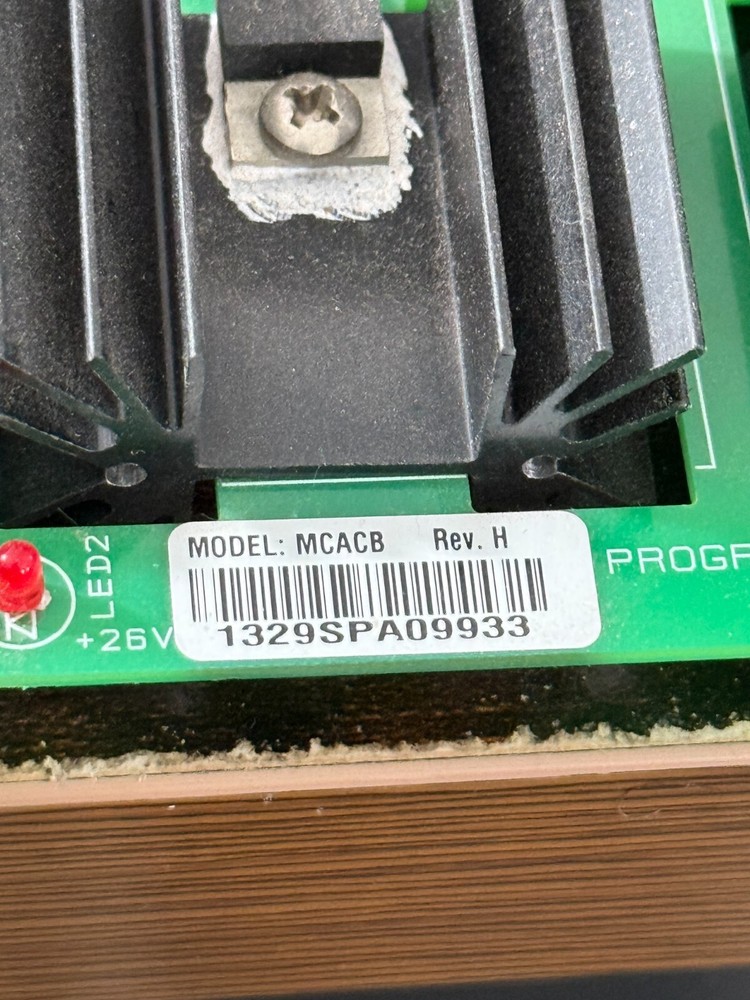 MODEL: MCACB Rev. H
1329SPA09933
LED2
+26V
PROGR